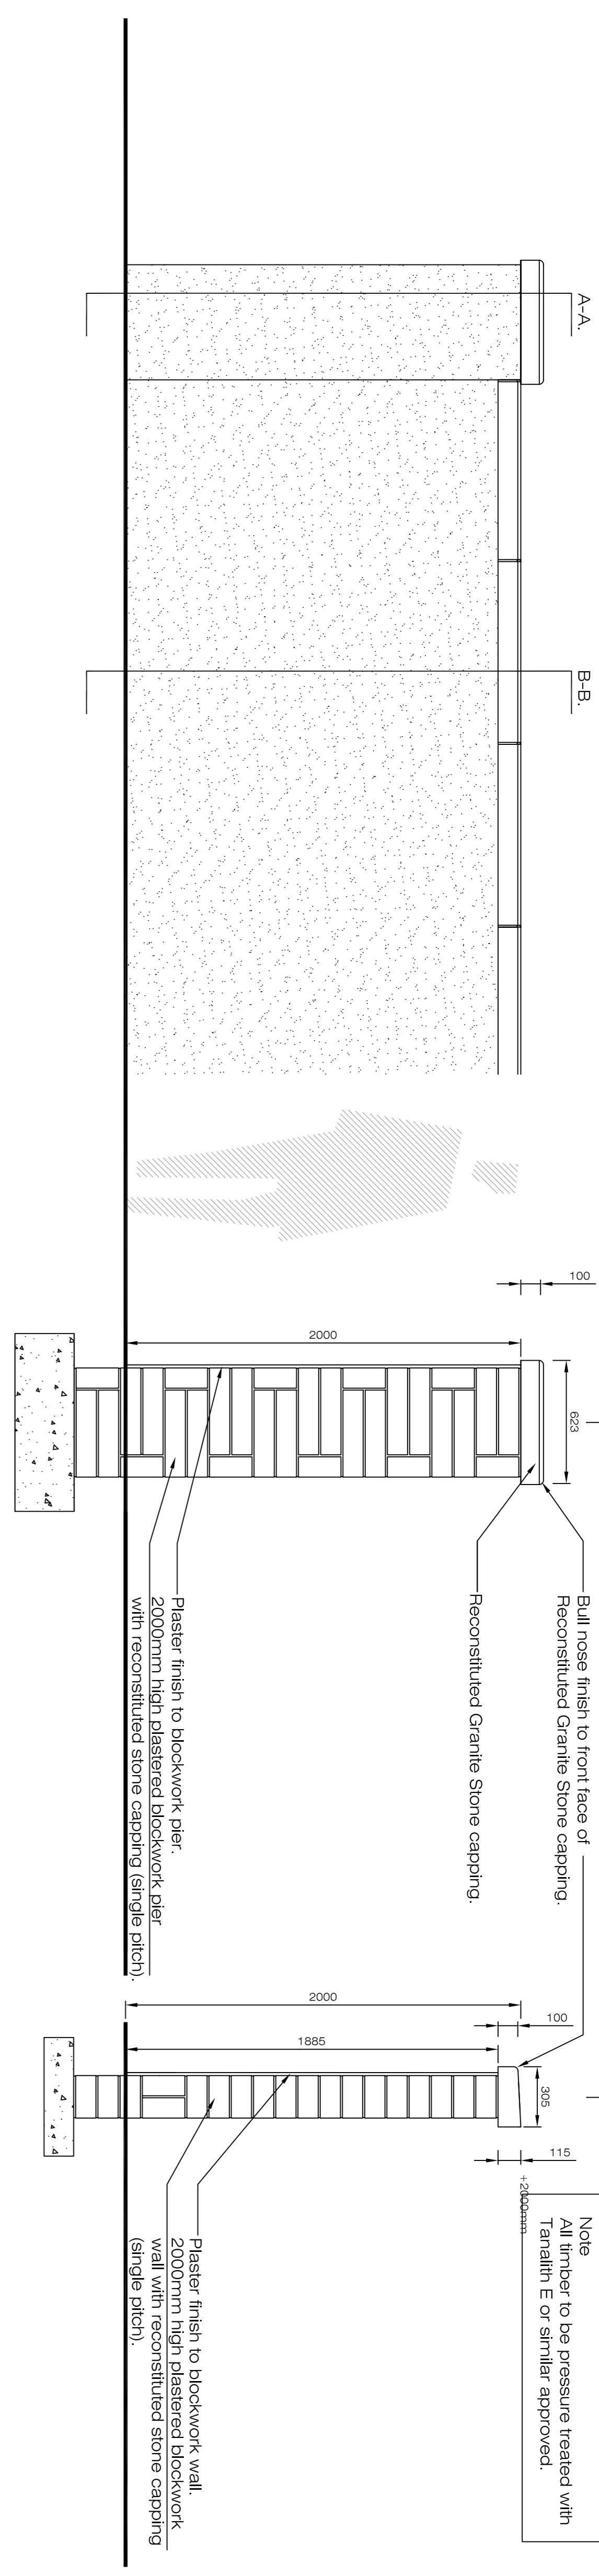 A-A.
B-B.
100
2000
623
Bull nose finish to front face of
Reconstituted Granite Stone capping.
Reconstituted Granite Stone capping.
Plaster finish to blockwork pier.
2000mm high plastered blockwork pier
with reconstituted stone capping (single pitch).
2000
100
1885
305
115
+2000mm
Plaster finish to blockwork wall.
2000mm high plastered blockwork
wall with reconstituted stone capping
(single pitch).
Note
All timber to be pressure treated with
Tanalith E or similar approved.